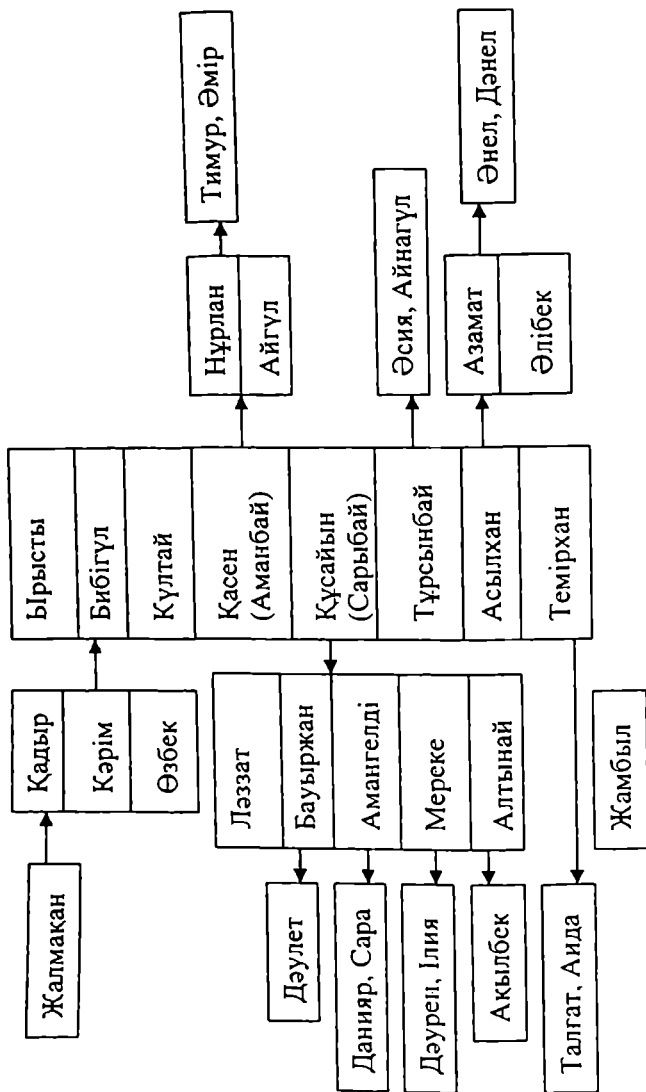 Жалмакан
Қадыр
Кәрім
Өзбек
Ырысты
Бибігүл
Күлтай
Қасен
(Аманбай)
Құсайын
(Сарыбай)
Тұрсынбай
Асылхан
Темірхан
Нұрлан
Айгүл
Тимур, Әмір
Әсия, Айнагүл
Азамат
Әлібек
Әнел, Дәнел
Ләззат
Бауыржан
Амангелді
Мереке
Алтынай
Дәулет
Данияр, Сара
Дәурен, Ілия
Ақылбек
Талгат, Аида
Жамбыл